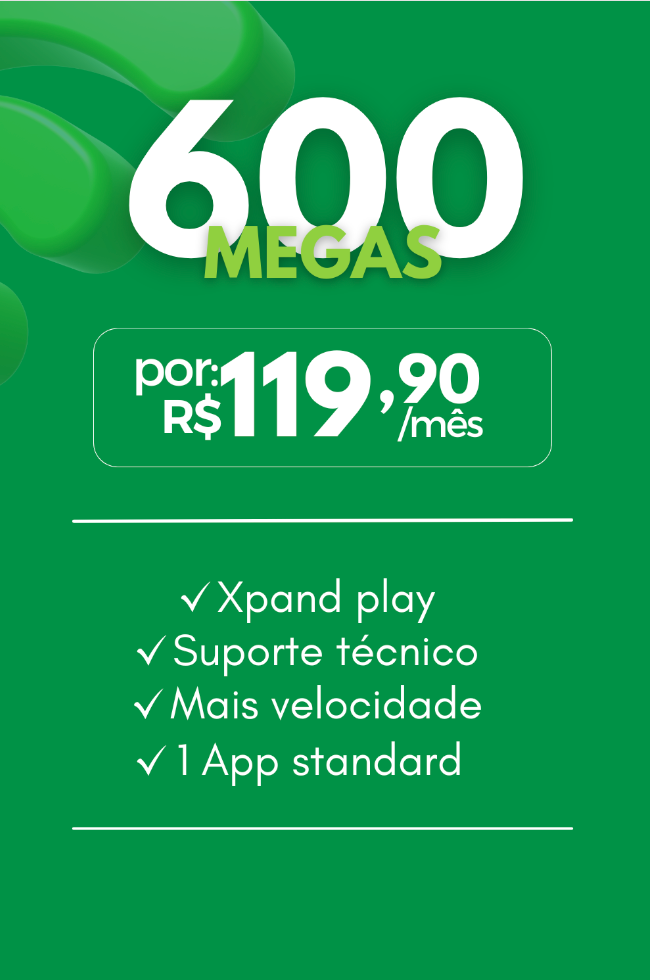 600
MEGAS
por:
R$119,90
/mês
✓ Xpand play
✓ Suporte técnico
✓ Mais velocidade
✓ 1 App standard